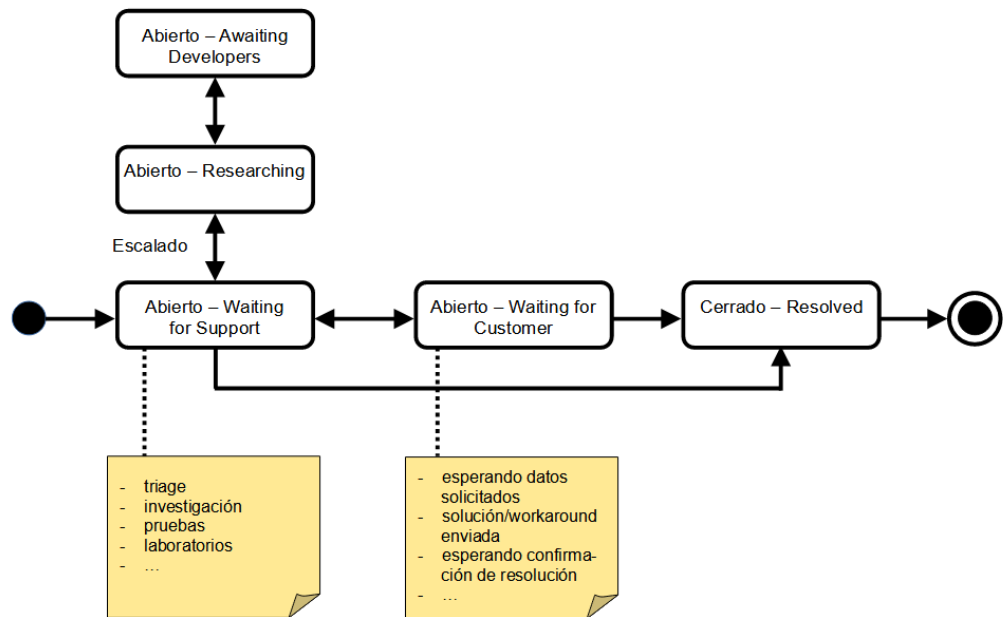 Abierto – Awaiting
Developers
Abierto – Researching
Escalado
Abierto – Waiting
for Support
Abierto – Waiting for
Customer
Cerrado – Resolved
- triage
- investigación
- pruebas
- laboratorios
- ...
- esperando datos
solicitados
- solución/workaround
enviada
- esperando confirma-
ción de resolución
- ...